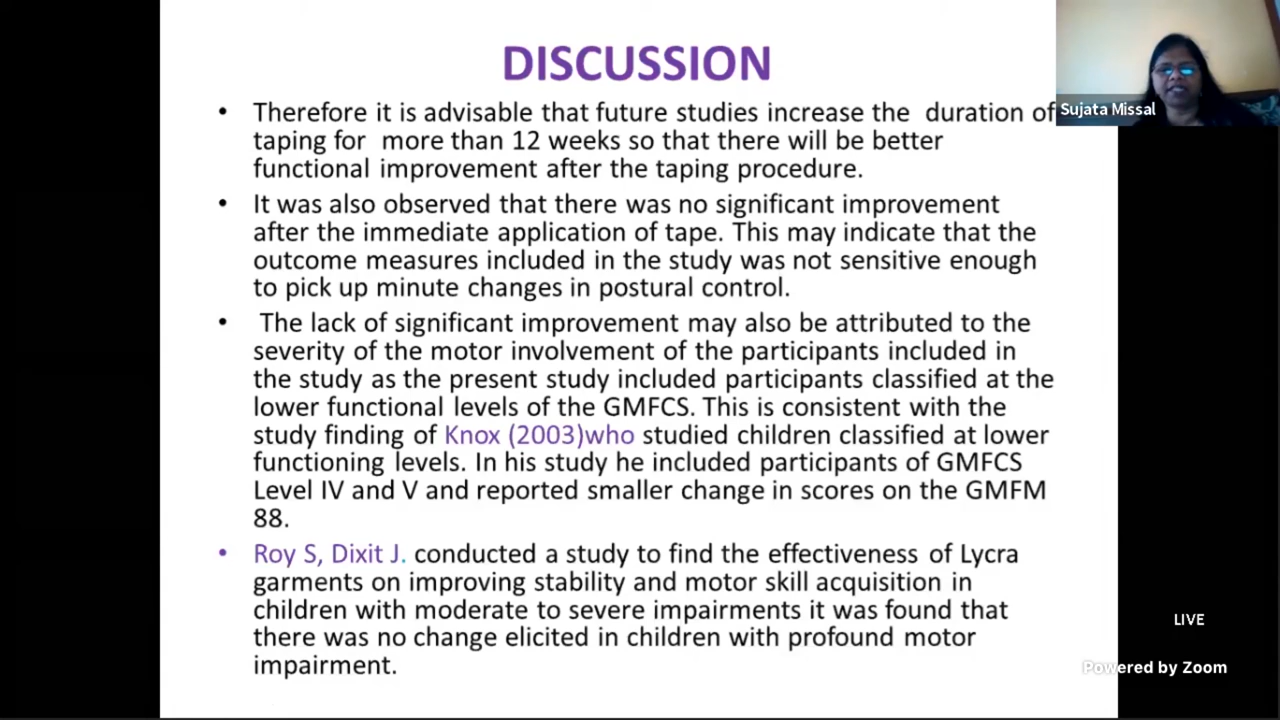 DISCUSSION
• Therefore it is advisable that future studies increase the duration of
taping for more than 12 weeks so that there will be better
functional improvement after the taping procedure.
• It was also observed that there was no significant improvement
after the immediate application of tape. This may indicate that the
outcome measures included in the study was not sensitive enough
to pick up minute changes in postural control.
• The lack of significant improvement may also be attributed to the
severity of the motor involvement of the participants included in
the study as the present study included participants classified at the
lower functional levels of the GMFCS. This is consistent with the
study finding of Knox (2003)who studied children classified at lower
functioning levels. In his study he included participants of GMFCS
Level IV and V and reported smaller change in scores on the GMFM
88.
• Roy S, Dixit J. conducted a study to find the effectiveness of Lycra
garments on improving stability and motor skill acquisition in
children with moderate to severe impairments it was found that
there was no change elicited in children with profound motor
impairment.
Sujata Missal
LIVE
Powered by Zoom